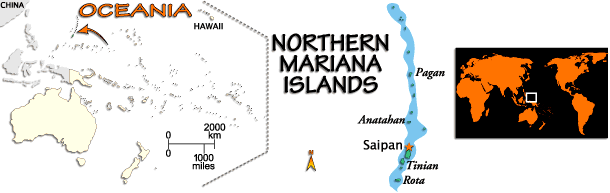 CHINA
OCEANIA
HAWAII
2000
km
0
0
1000
miles
N
NORTHERN
MARIANA
ISLANDS
Pagan
Anatahan
Saipan
Tinian
Rota